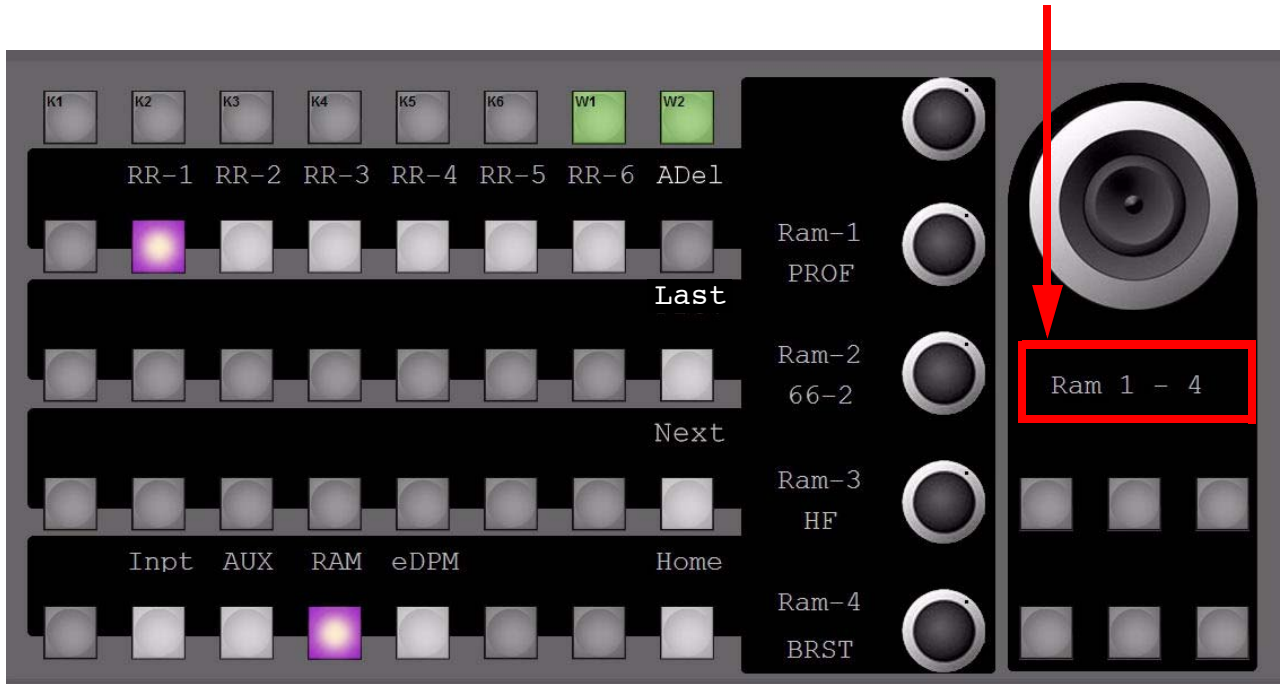 K1 K2 K3 K4 K5 K6 W1 W2
RR-1 RR-2 RR-3 RR-4 RR-5 RR-6 ADel
Last
Next
Inpt AUX RAM eDPM Home
Ram-1
PROF
Ram-2
66-2
Ram-3
HF
Ram-4
BRST
Ram 1 - 4